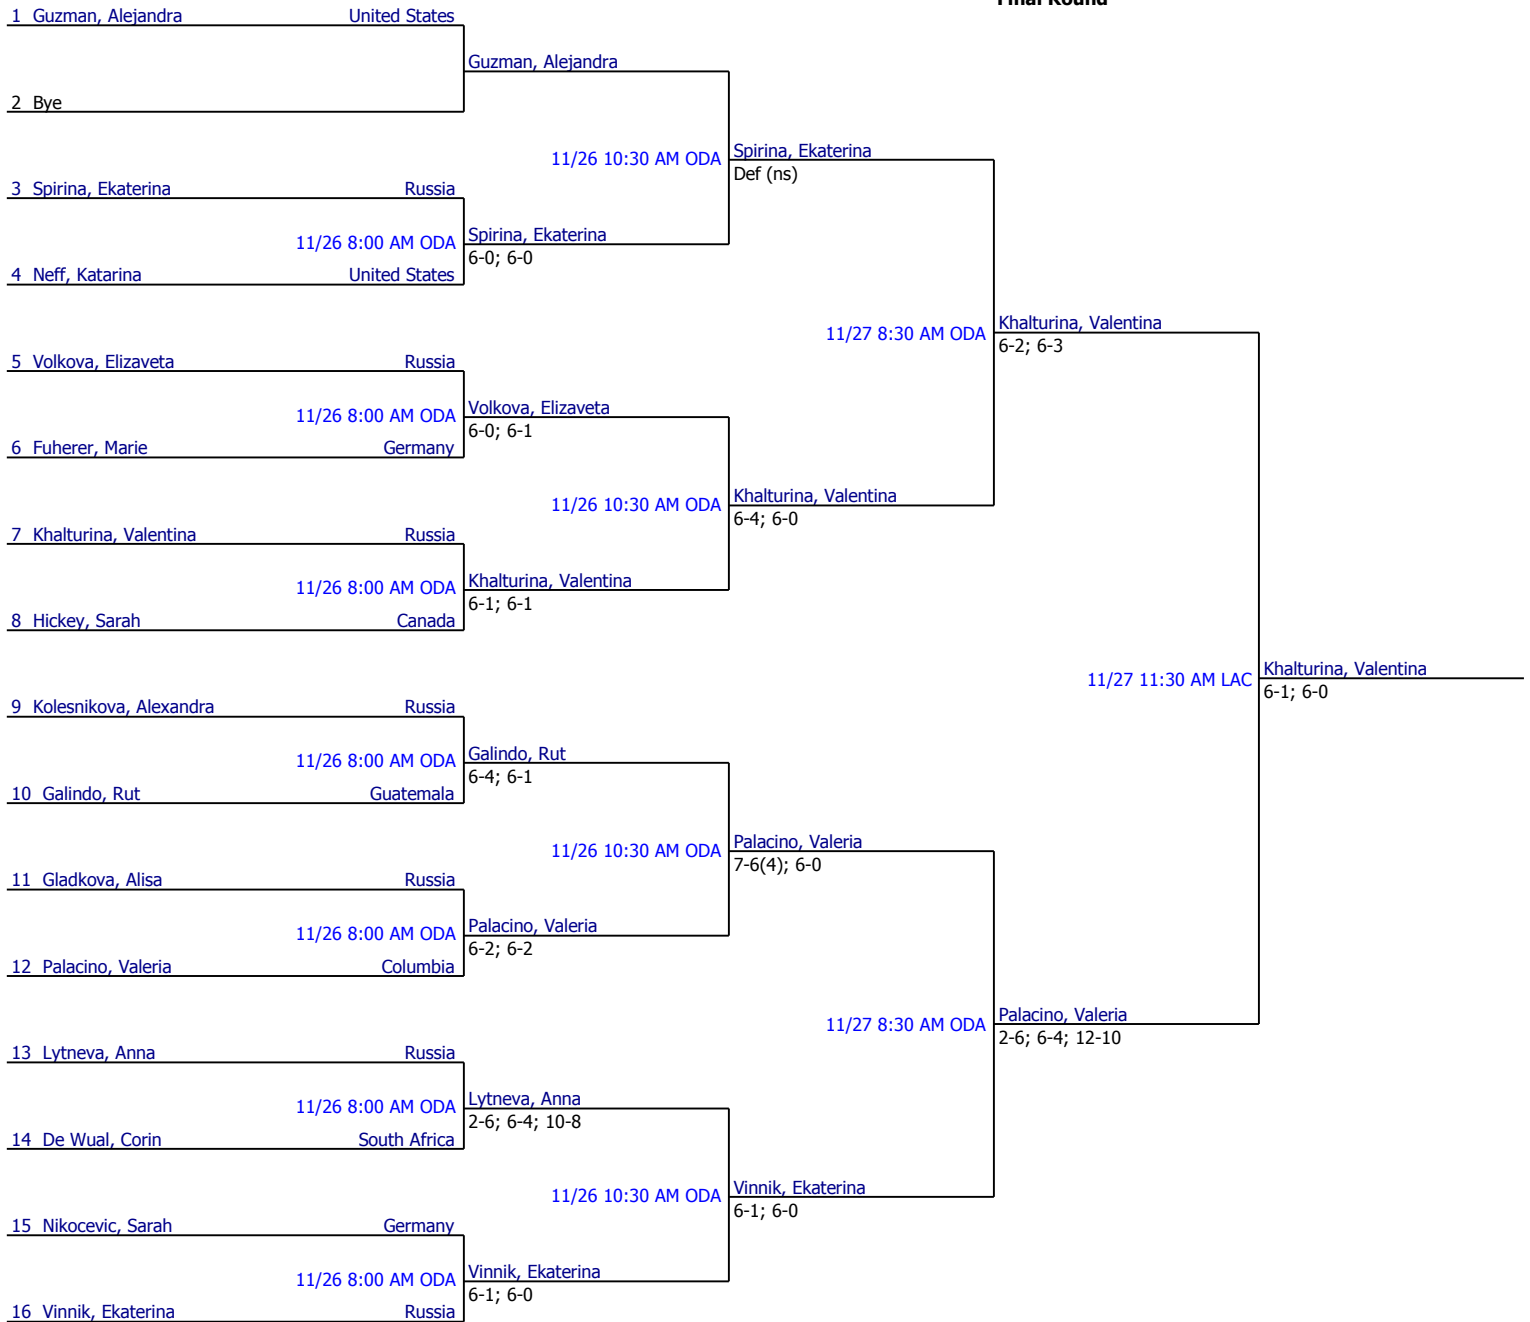 Final Round
1 Guzman, Alejandra United States
Guzman, Alejandra
2 Bye
11/26 10:30 AM ODA Spirina, Ekaterina
Def (ns)
3 Spirina, Ekaterina Russia
11/26 8:00 AM ODA Spirina, Ekaterina
6-0; 6-0
4 Neff, Katarina United States
11/27 8:30 AM ODA Khalturina, Valentina
6-2; 6-3
5 Volkova, Elizaveta Russia
11/26 8:00 AM ODA Volkova, Elizaveta
6-0; 6-1
6 Fuherer, Marie Germany
11/26 10:30 AM ODA Khalturina, Valentina
6-4; 6-0
7 Khalturina, Valentina Russia
11/26 8:00 AM ODA Khalturina, Valentina
6-1; 6-1
8 Hickey, Sarah Canada
11/27 11:30 AM LAC Khalturina, Valentina
6-1; 6-0
9 Kolesnikova, Alexandra Russia
11/26 8:00 AM ODA Galindo, Rut
6-4; 6-1
10 Galindo, Rut Guatemala
11/26 10:30 AM ODA Palacino, Valeria
7-6(4); 6-0
11 Gladkova, Alisa Russia
11/26 8:00 AM ODA Palacino, Valeria
6-2; 6-2
12 Palacino, Valeria Columbia
11/27 8:30 AM ODA Palacino, Valeria
2-6; 6-4; 12-10
13 Lytneva, Anna Russia
11/26 8:00 AM ODA Lytneva, Anna
2-6; 6-4; 10-8
14 De Wual, Corin South Africa
11/26 10:30 AM ODA Vinnik, Ekaterina
6-1; 6-0
15 Nikocevic, Sarah Germany
11/26 8:00 AM ODA Vinnik, Ekaterina
6-1; 6-0
16 Vinnik, Ekaterina Russia